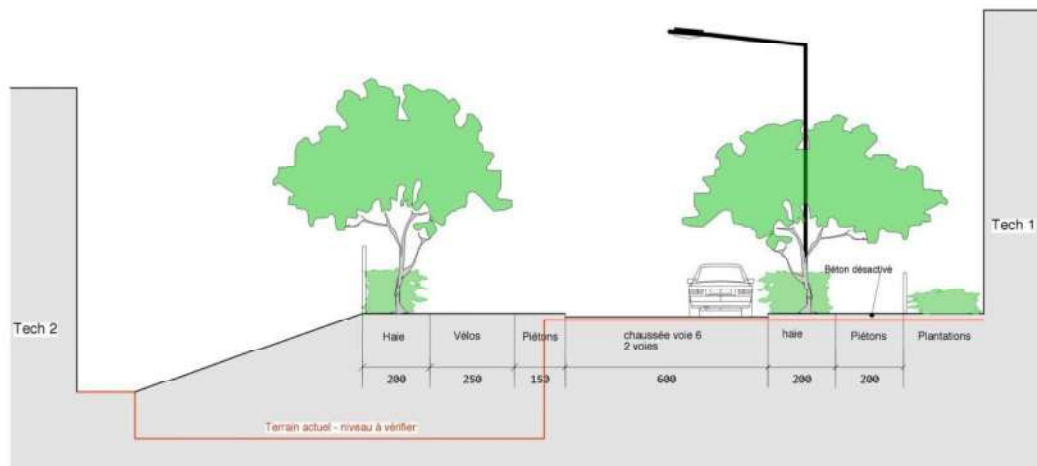 Tech 1
Béton désactivé
Tech 2
Haie
Vélos
Piétons
chaussée voie 6
2 voies
haie
Piétons
Plantations
200
250
150
600
200
200
Terrain actuel - niveau à vérifier